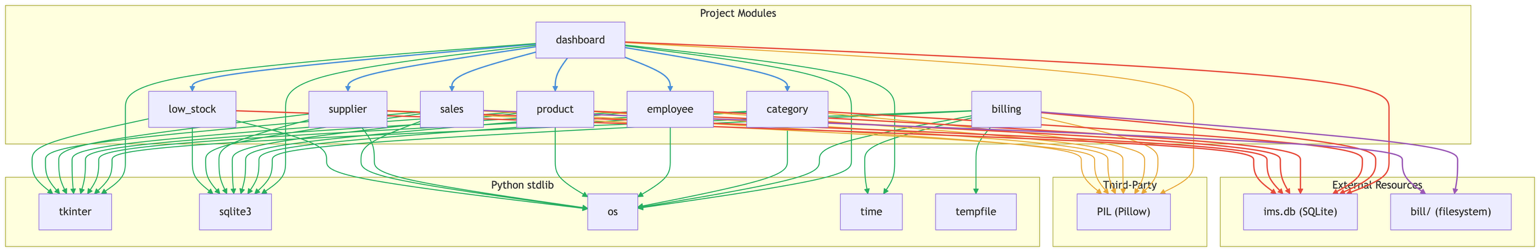 Project Modules
dashboard
low_stock
supplier
sales
product
employee
category
billing
Python stdlib
Third-Party
External Resources
tkinter
sqlite3
os
time
tempfile
PIL (Pillow)
ims.db (SQLite)
bill/ (filesystem)